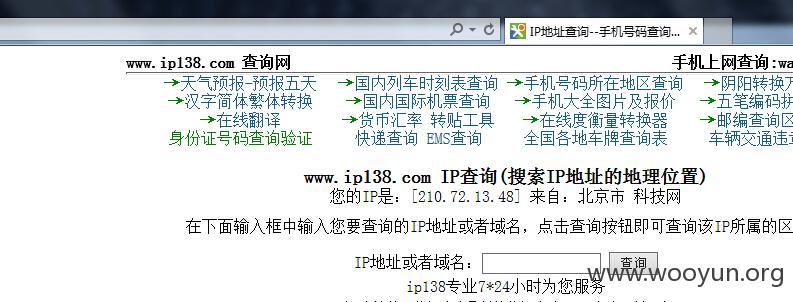 IP地址查询--手机号码查询...
www.ip138.com 查询网 手机上网查询:wa
→天气预报-预报五天 →国内列车时刻表查询 →手机号码所在地区查询 →阴阳转换万
→汉字简体繁体转换 →国内国际机票查询 →手机大全图片及报价 →五笔编码拼
→在线翻译 →货币汇率 转贴工具 →在线度衡量转换器 →邮编查询区
身份证号码查询验证 快递查询 EMS查询 全国各地车牌查询表 车辆交通违章
www.ip138.com IP查询(搜索IP地址的地理位置)
您的IP是：[210.72.13.48] 来自：北京市 科技网
在下面输入框中输入您要查询的IP地址或者域名，点击查询按钮即可查询该IP所属的区
IP地址或者域名： 查询
www.wooyun.org
ip138专业7*24小时为您服务